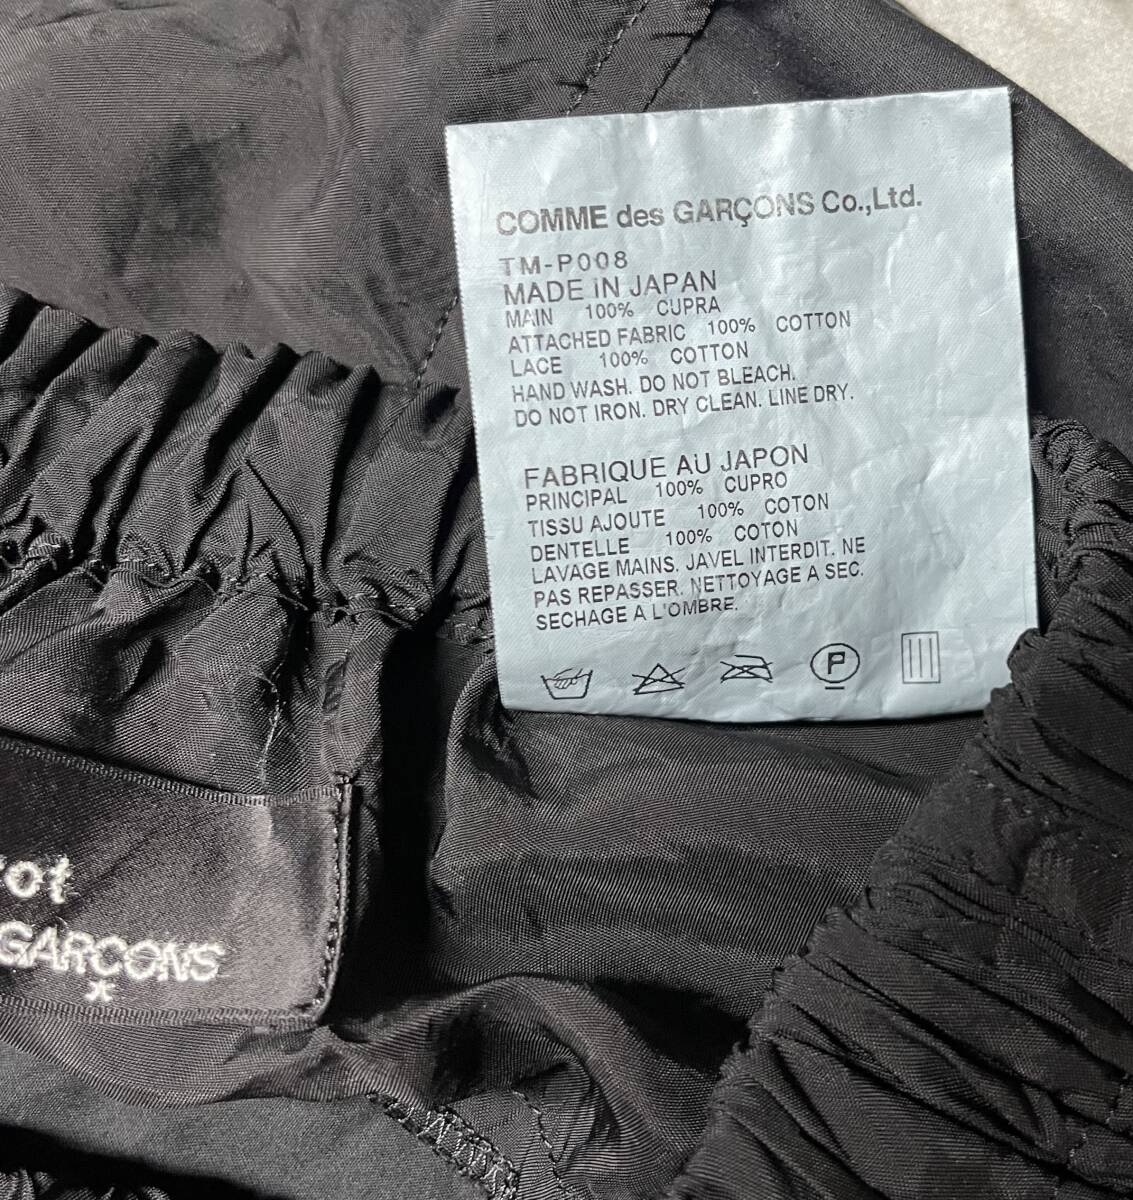 COMME des GARÇONS Co.,Ltd.
TM-P008
MADE IN JAPAN
MAIN 100% CUPRA
ATTACHED FABRIC 100% COTTON
LACE 100% COTTON
HAND WASH. DO NOT BLEACH.
DO NOT IRON. DRY CLEAN. LINE DRY.
FABRIQUE AU JAPON
PRINCIPAL 100% CUPRO
TISSU AJOUTE 100% COTON
DENTELLE 100% COTON
LAVAGE MAINS. JAVEL INTERDIT. NE
PAS REPASSER. NETTOYAGE A SEC.
SECHAGE A L'OMBRE.
P
GARCONS